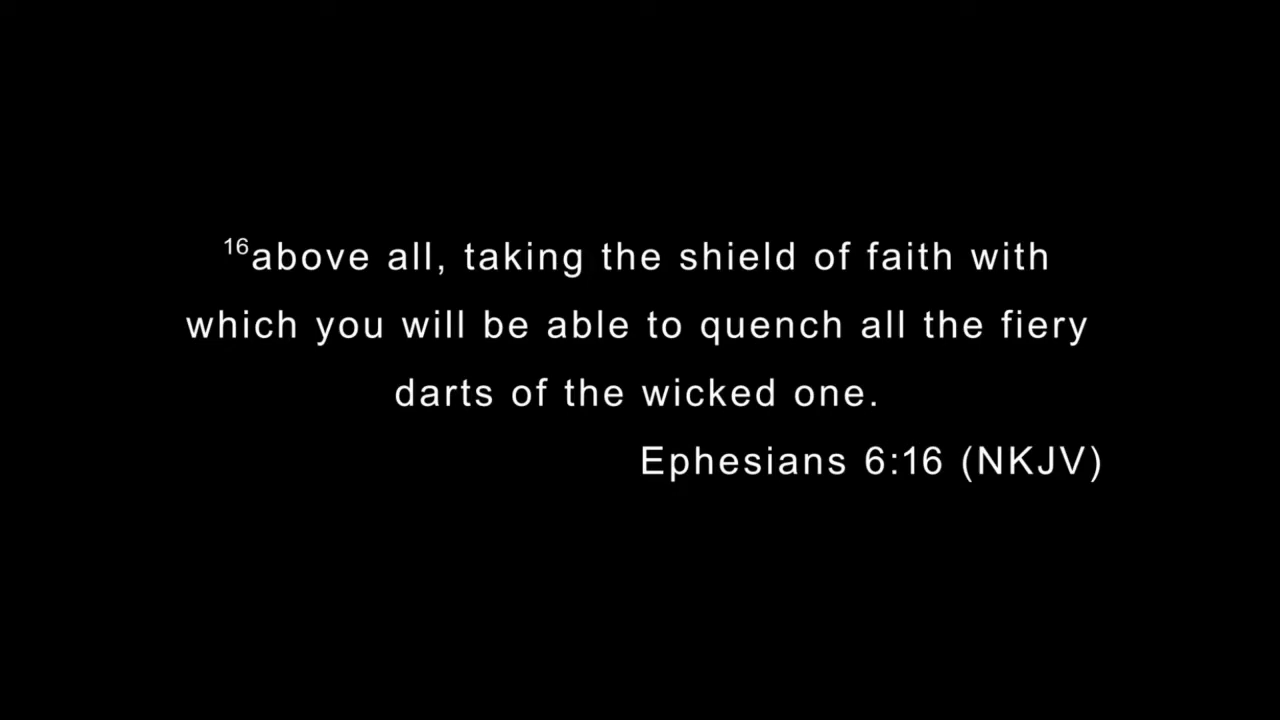 ¹⁶above all, taking the shield of faith with
which you will be able to quench all the fiery
darts of the wicked one.
Ephesians 6:16 (NKJV)